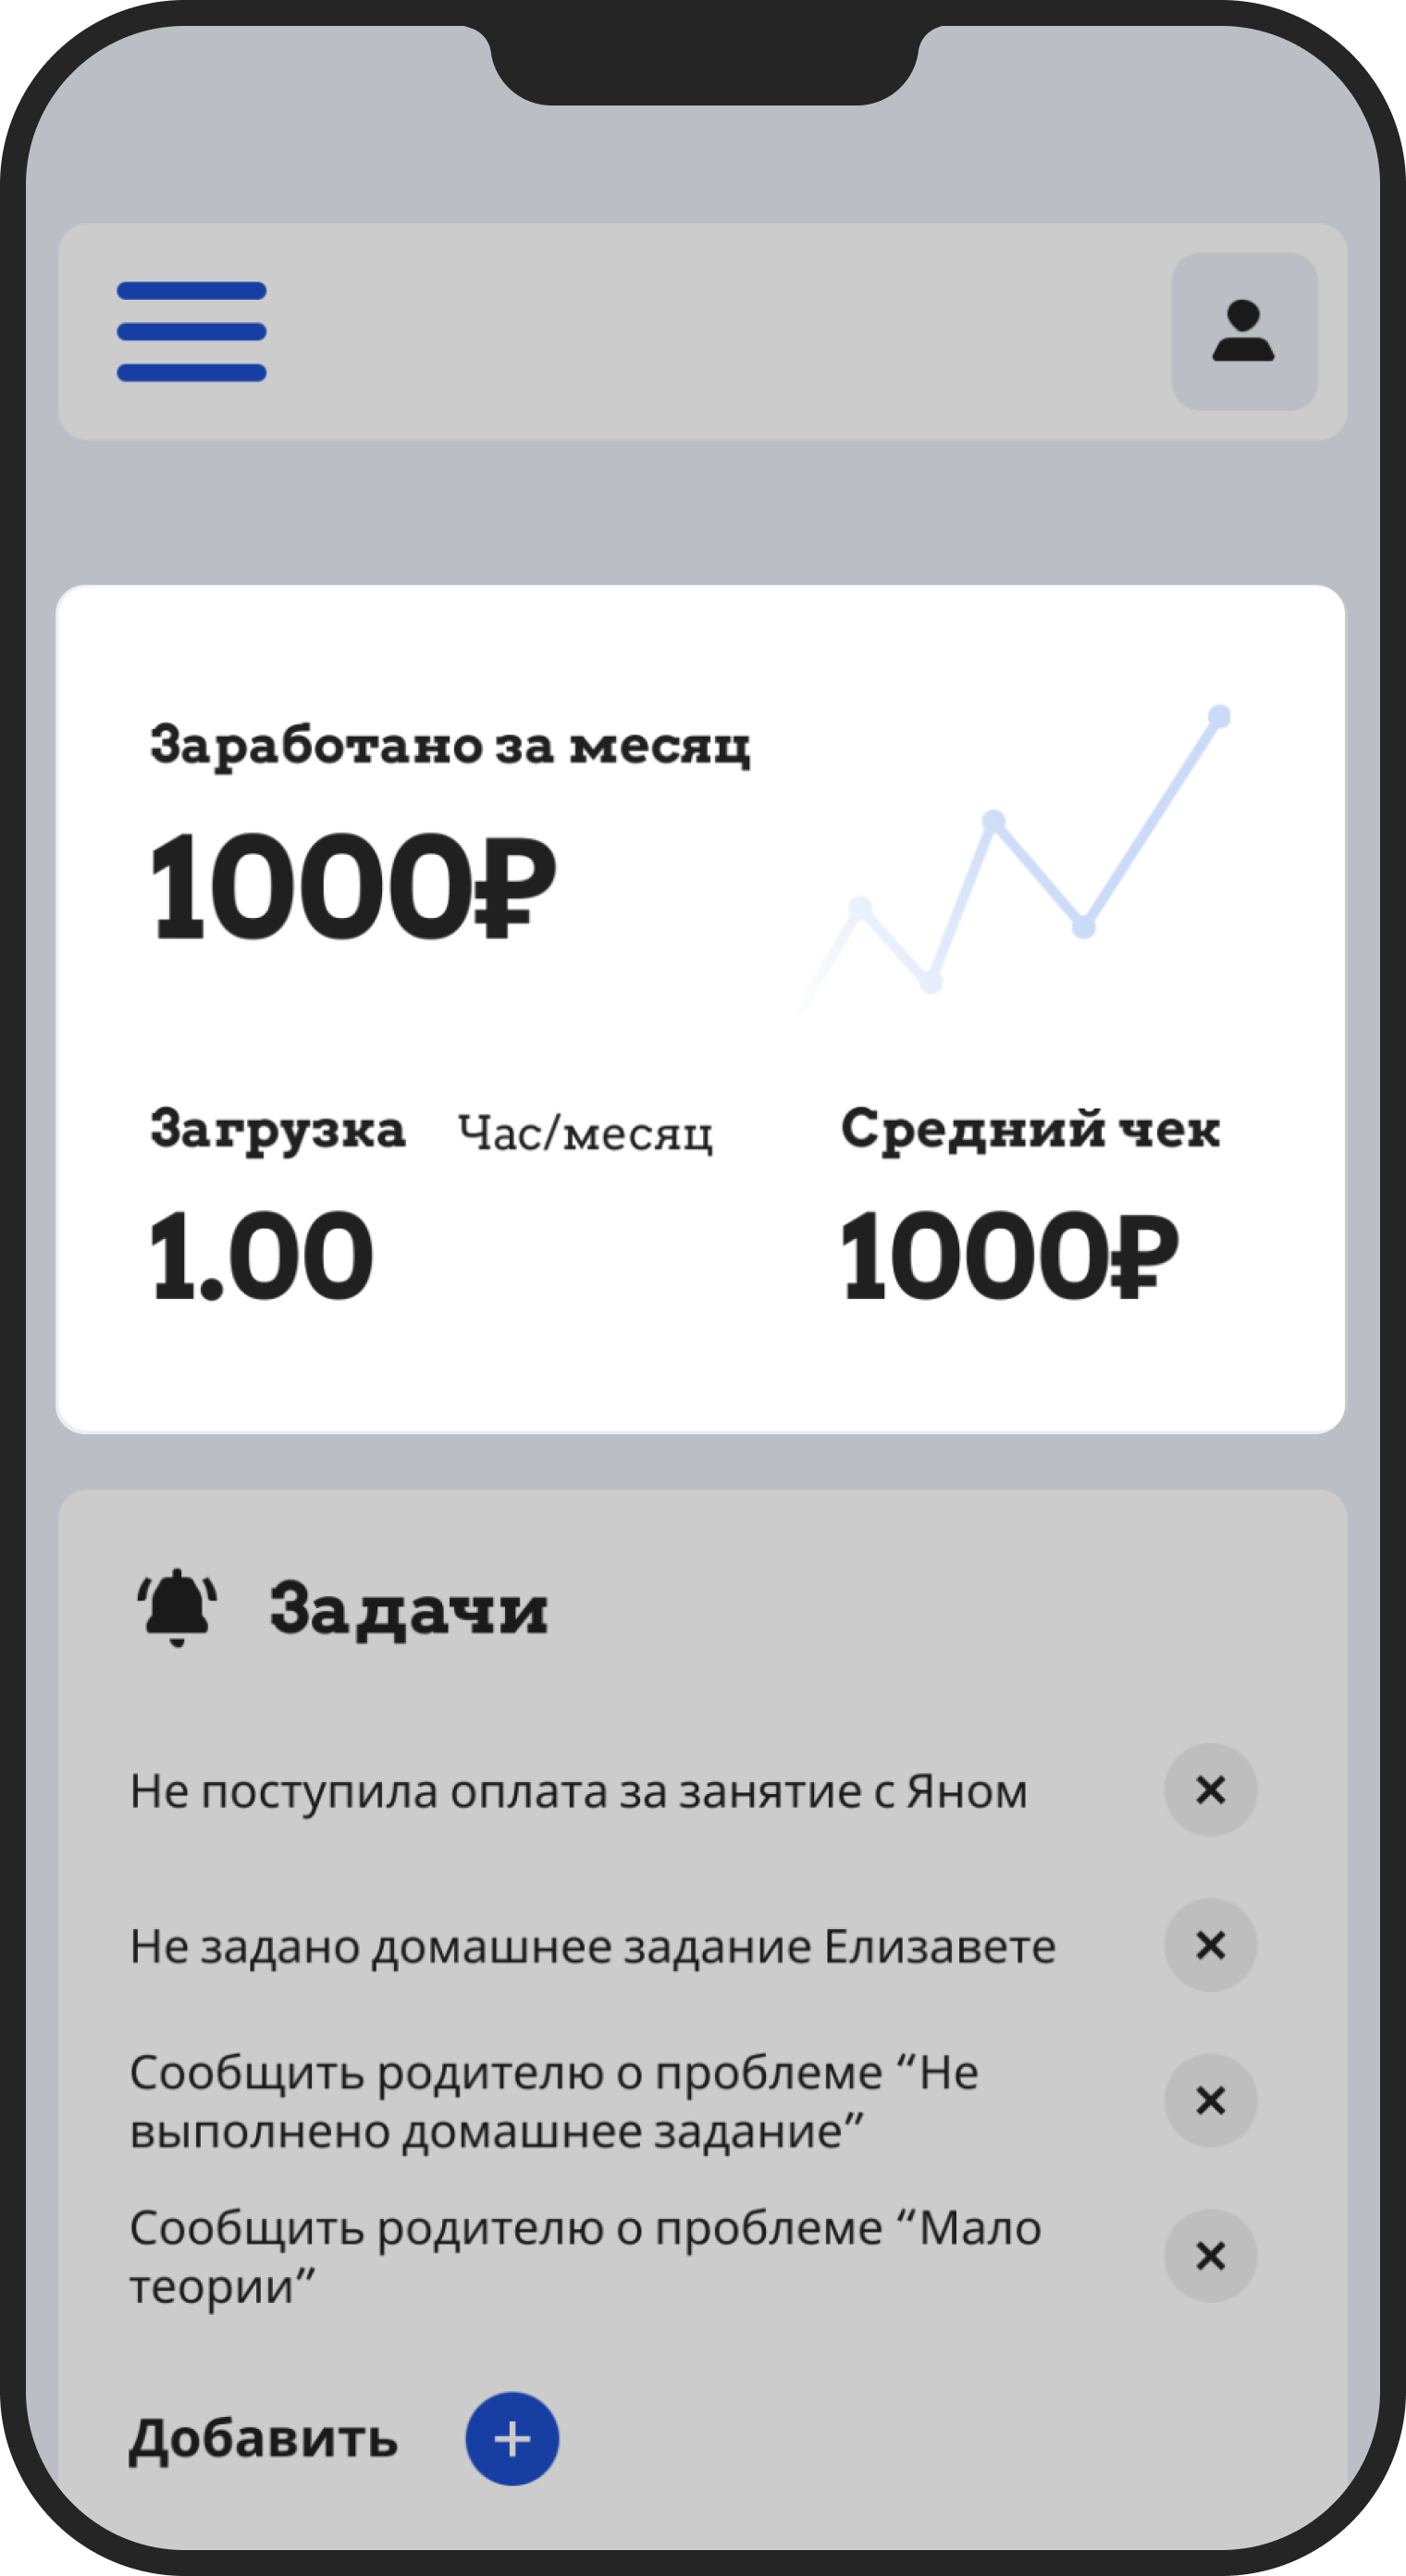 Заработано за месяц
1000₽
Загрузка Час/месяц
1.00
Средний чек
1000₽
Задачи
Не поступила оплата за занятие с Яном
Не задано домашнее задание Елизавете
Сообщить родителю о проблеме “Не
выполнено домашнее задание”
Сообщить родителю о проблеме “Мало
теории”
Добавить